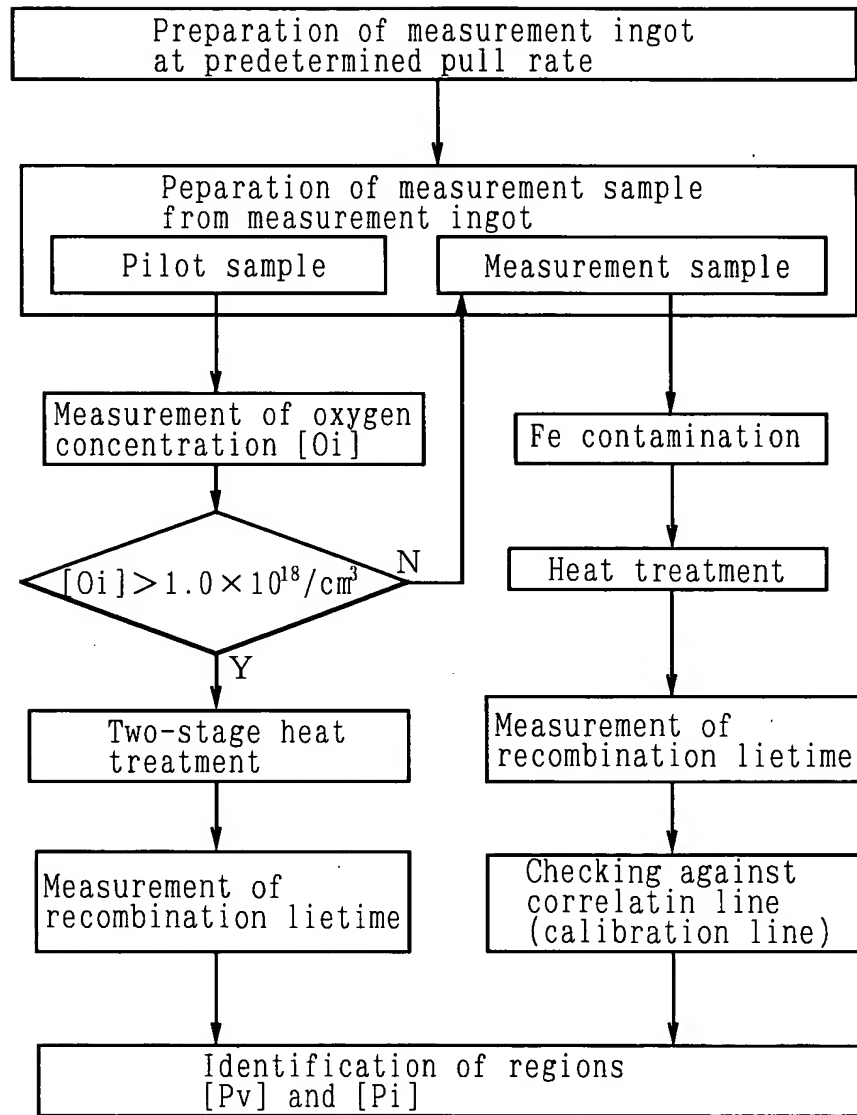 Preparation of measurement ingot
at predetermined pull rate
Peparation of measurement sample
from measurement ingot
Pilot sample
Measurement sample
Measurement of oxygen
concentration [Oi]
[Oi]>1.0×10¹⁸/cm³
N
Y
Two-stage heat
treatment
Measurement of
recombination lietime
Fe contamination
Heat treatment
Measurement of
recombination lietime
Checking against
correlatin line
(calibration line)
Identification of regions
[Pv] and [Pi]